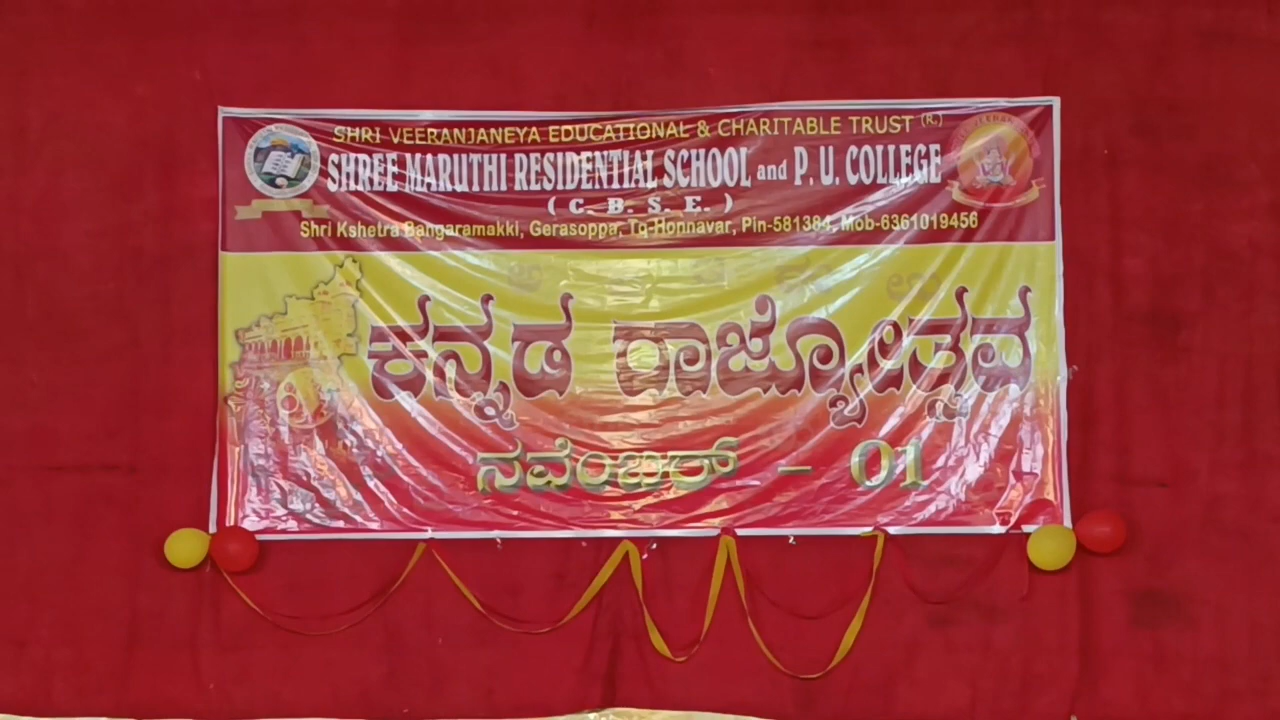 SHRI VEERANJANEYA EDUCATIONAL & CHARITABLE TRUST (R.)
SHREE MARUTHI RESIDENTIAL SCHOOL and P. U. COLLEGE
( C. B. S. E. )
Shri Kshetra Bangaramakki, Gerasoppa, Tq-Honnavar, Pin-581384, Mob-6361019456
ಕನ್ನಡ ರಾಜ್ಯೋತ್ಸವ
ನವೆಂಬರ್ – 01